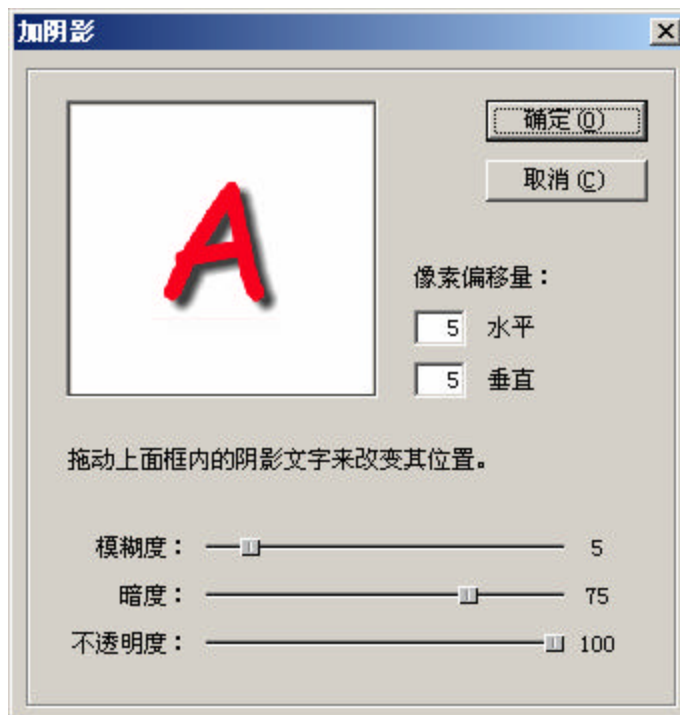 加阴影
A
确定(O)
取消(C)
像素偏移量：
5 水平
5 垂直
拖动上面框内的阴影文字来改变其位置。
模糊度： 5
暗度： 75
不透明度： 100